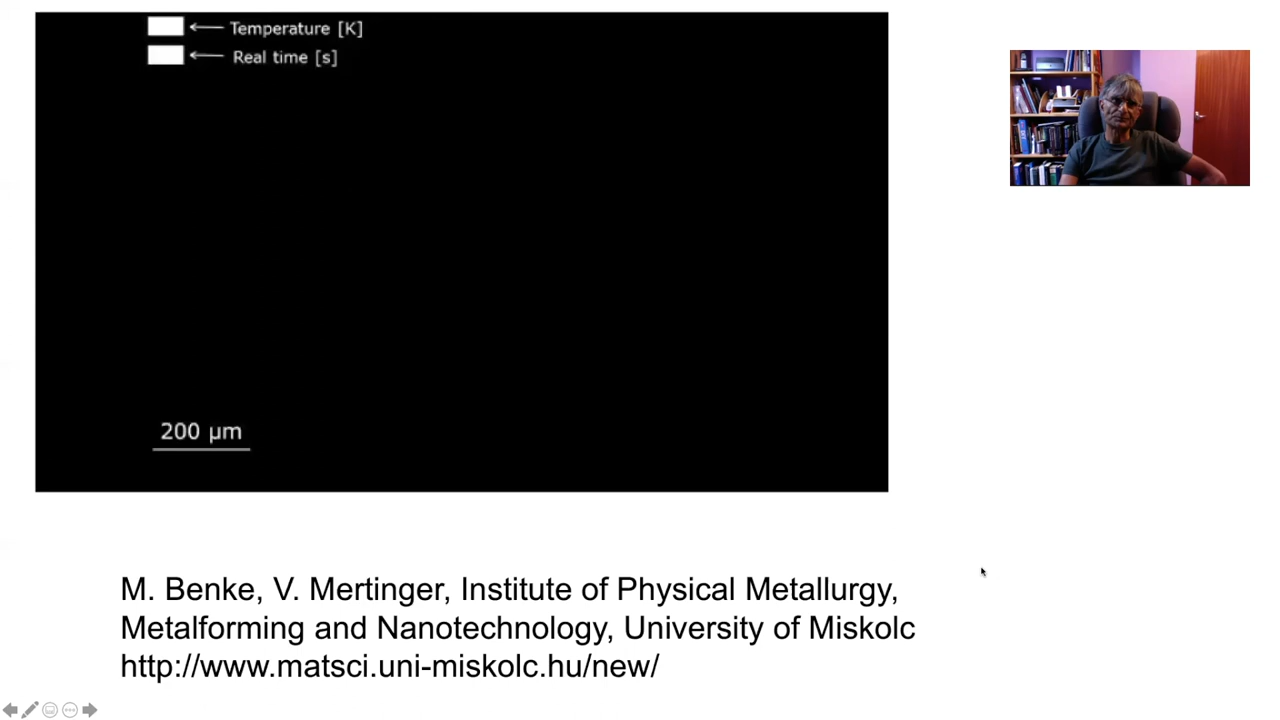 Temperature [K]
Real time [s]
200 μm
M. Benke, V. Mertinger, Institute of Physical Metallurgy,
Metalforming and Nanotechnology, University of Miskolc
http://www.matsci.uni-miskolc.hu/new/